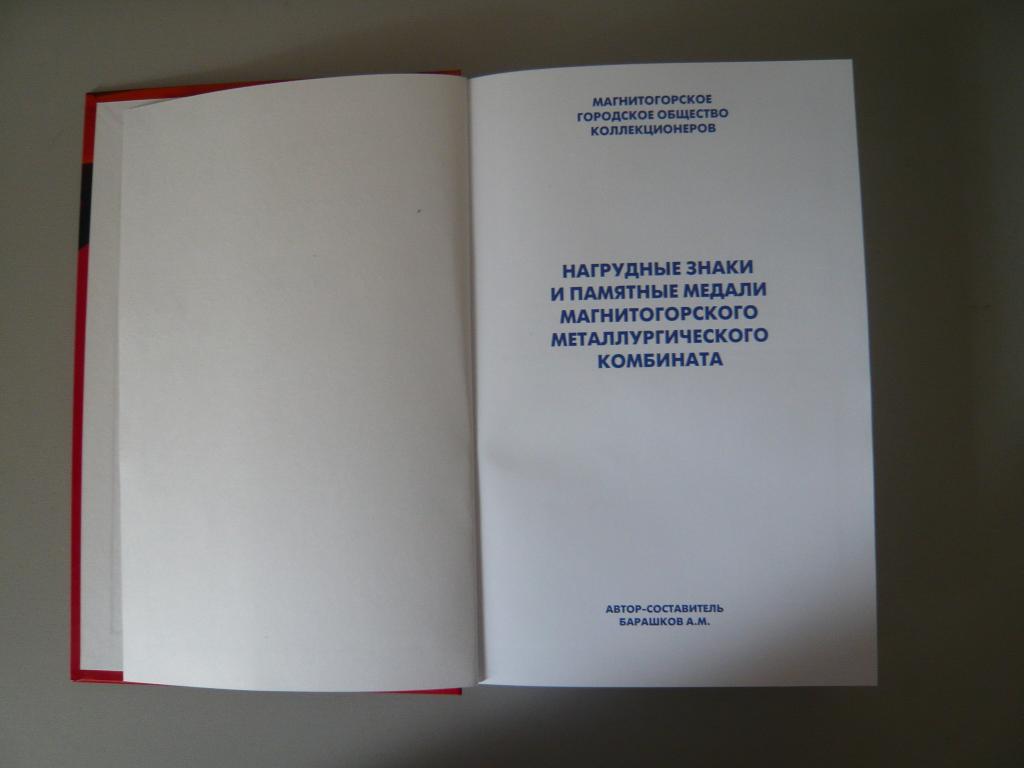 МАГНИТОГОРСКОЕ
ГОРОДСКОЕ ОБЩЕСТВО
КОЛЛЕКЦИОНЕРОВ
НАГРУДНЫЕ ЗНАКИ
И ПАМЯТНЫЕ МЕДАЛИ
МАГНИТОГОРСКОГО
МЕТАЛЛУРГИЧЕСКОГО
КОМБИНАТА
АВТОР-СОСТАВИТЕЛЬ
БАРАШКОВ А.М.